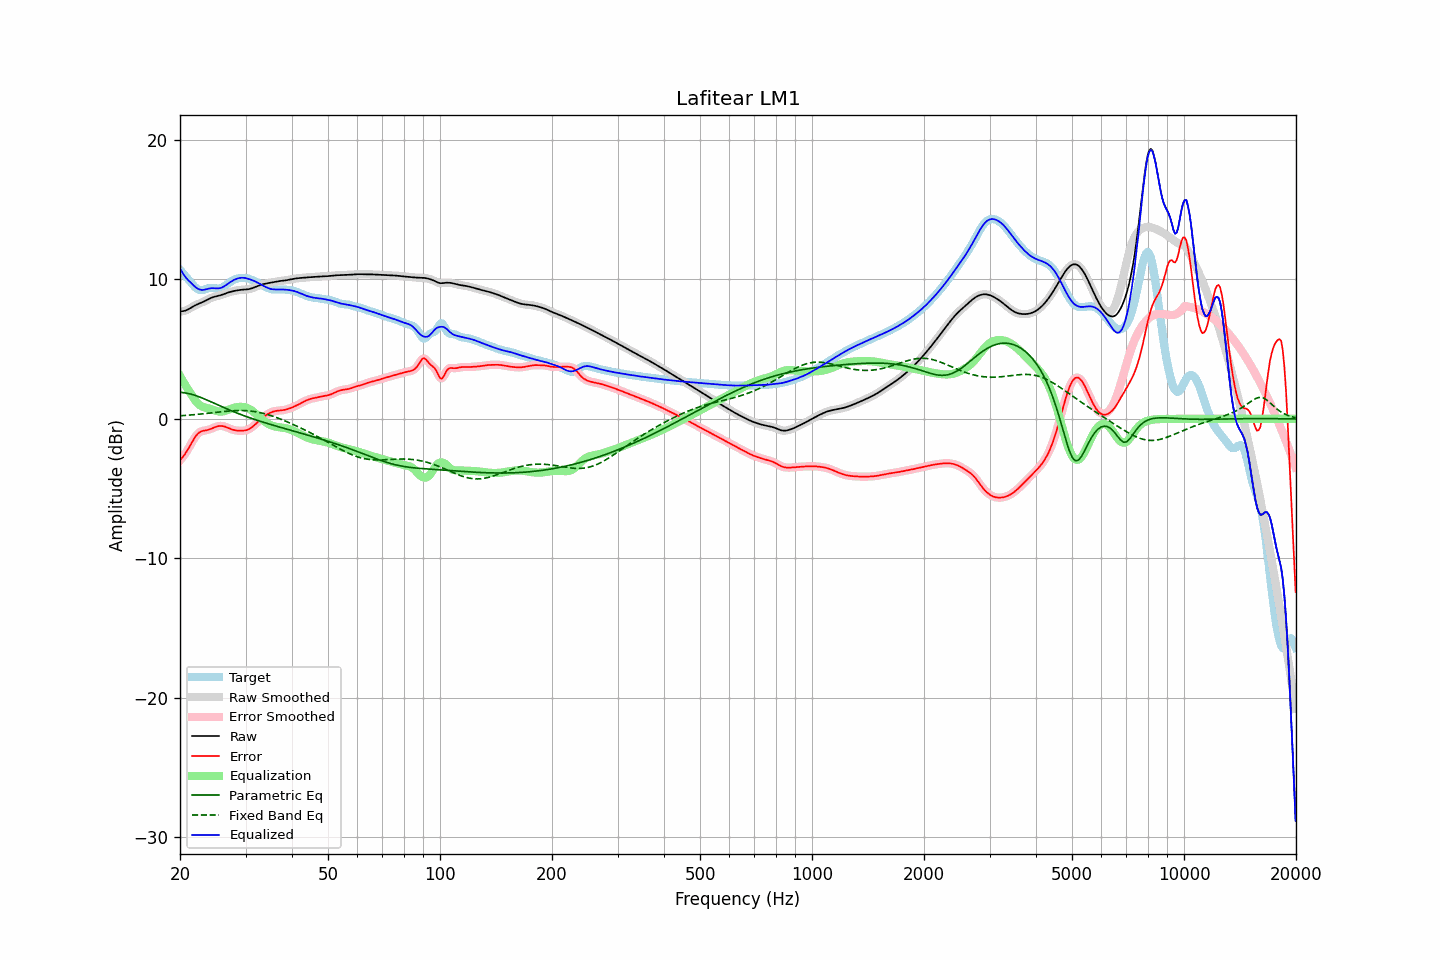 Lafitear LM1
20
10
0
−10
−20
−30
Amplitude (dBr)
Target
Raw Smoothed
Error Smoothed
Raw
Error
Equalization
Parametric Eq
Fixed Band Eq
Equalized
20 50 100 200 500 1000 2000 5000 10000 20000
Frequency (Hz)